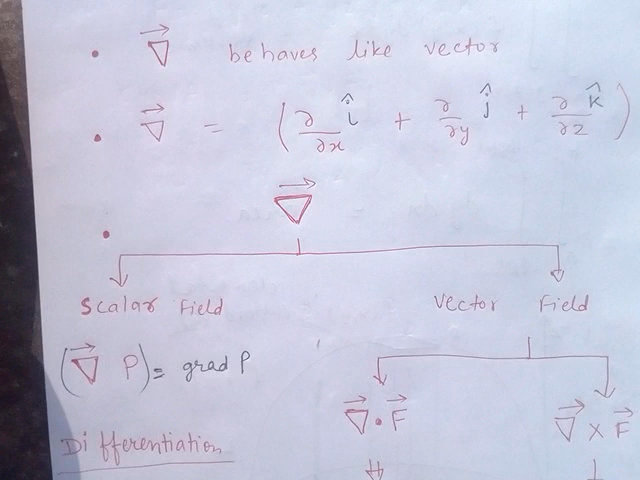 • ∇⃗ behaves like vector
• ∇⃗ = (∂/∂x î + ∂/∂y ĵ + ∂/∂z k̂)
• ∇⃗
Scalar Field Vector Field
(∇⃗ P) = grad P
∇⃗ • F⃗ ∇⃗ × F⃗
Differentiation